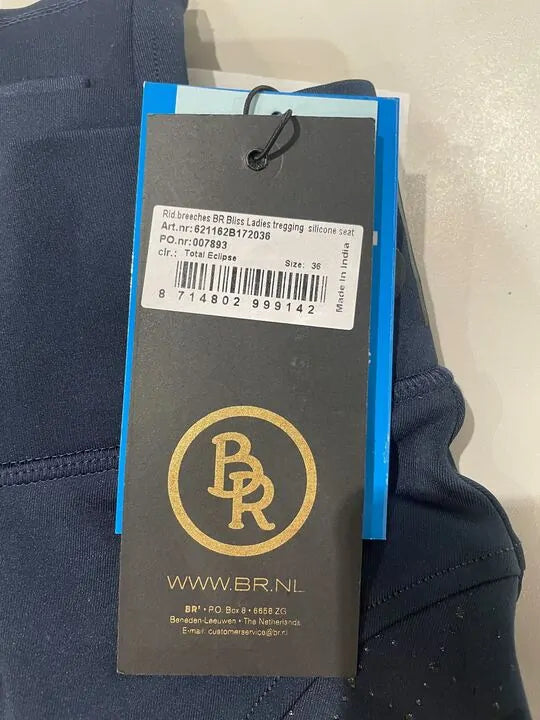 Rid.breeches BR Bliss Ladies tregging silicone seat
Art.nr:621162B172036
PO.nr:007893
clr.: Total Eclipse
Size: 36
Made in India
8 714802 999142
BR
WWW.BR.NL
BR® • P.O. Box 8 • 6658 ZG
Beneden-Leeuwen • The Netherlands
E-mail: customerservice@br.nl